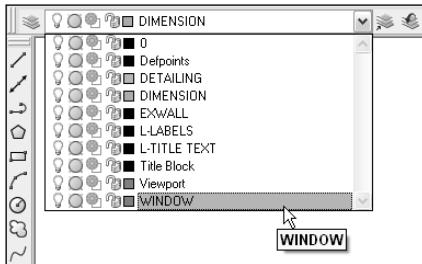 DIMENSION
0
Defpoints
DETAILING
DIMENSION
EXWALL
L-LABELS
L-TITLE TEXT
Title Block
Viewport
WINDOW
WINDOW